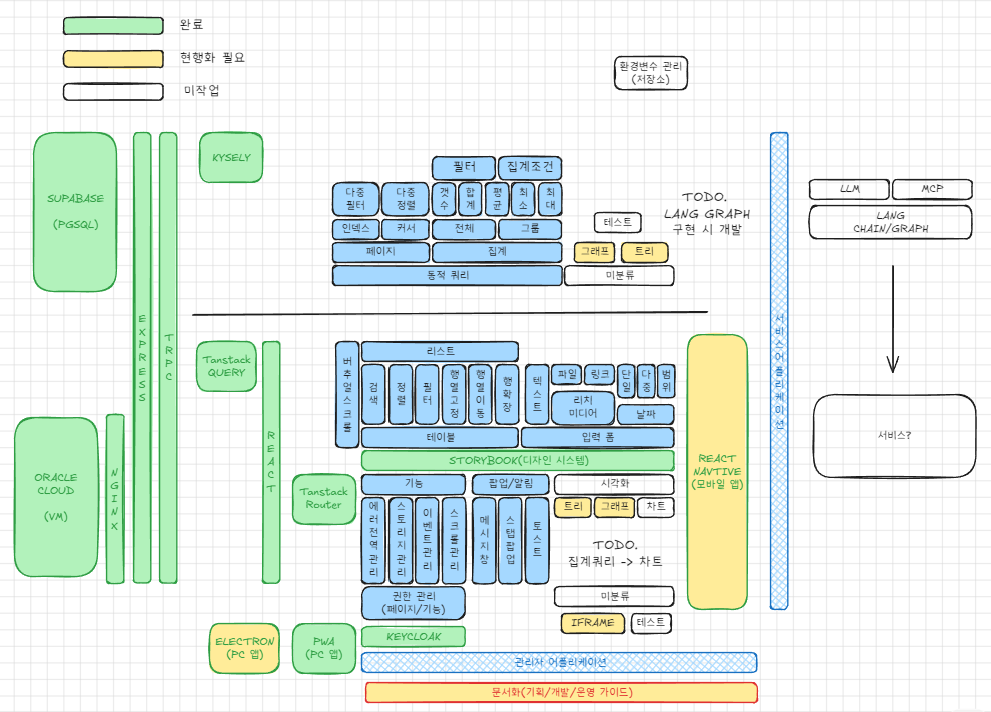 완료
현행화 필요
미작업
환경변수 관리
(저장소)
SUPABASE
(PGSQL)
EXPRESS
TRPC
KYSELY
필터
집계조건
다중
필터
다중
정렬
갯수
합계
평균
최소
최대
인덱스
커서
전체
그룹
페이지
집계
동적 쿼리
테스트
그래프
트리
미분류
TODO.
LANG GRAPH
구현 시 개발
서비스어플리케이션
LLM
MCP
LANG
CHAIN/GRAPH
서비스?
Tanstack
QUERY
REACT
버추얼스크롤
리스트
검색
정렬
필터
행열고정
행열이동
행확장
텍스트
파일
링크
단일
다중
범위
리치
미디어
날짜
테이블
입력 폼
STORYBOOK(디자인 시스템)
REACT
NAVTIVE
(모바일 앱)
ORACLE
CLOUD
(VM)
NGINX
Tanstack
Router
기능
팝업/알림
시각화
에러전역관리
스토리지관리
이벤트관리
스크롤관리
메시지창
스탭팝업
토스트
트리
그래프
차트
TODO.
집계쿼리 -> 차트
권한 관리
(페이지/기능)
미분류
IFRAME
테스트
ELECTRON
(PC 앱)
PWA
(PC 앱)
KEYCLOAK
관리자 어플리케이션
문서화(기획/개발/운영 가이드)